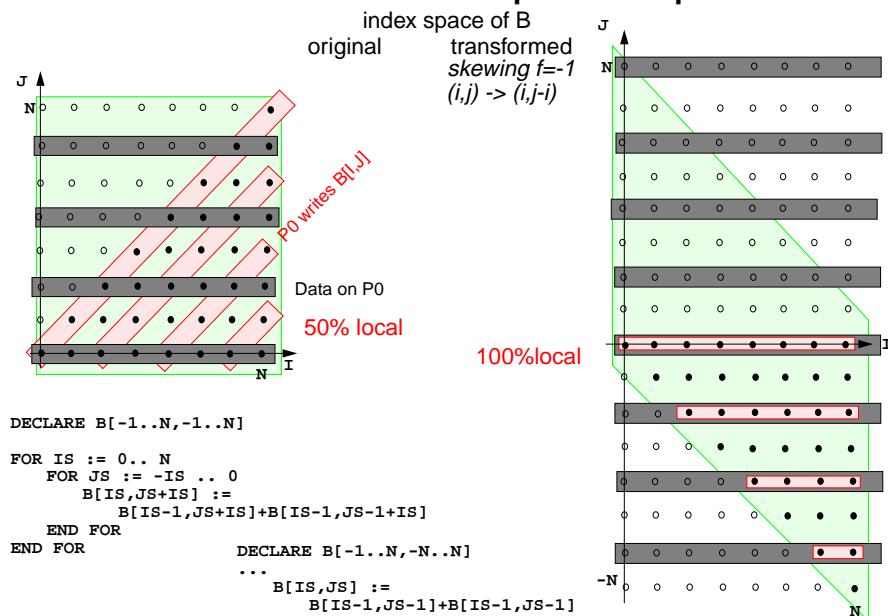 index space of B
original transformed
skewing f=-1
(i,j) -> (i,j-i)
J
N
P0 writes B[I,J]
Data on P0
50% local
I
N
J
N
100%local
I
-N
N
DECLARE B[-1..N,-1..N]
FOR IS := 0.. N
FOR JS := -IS .. 0
B[IS,JS+IS] :=
B[IS-1,JS+IS]+B[IS-1,JS-1+IS]
END FOR
END FOR
DECLARE B[-1..N,-N..N]
...
B[IS,JS] :=
B[IS-1,JS-1]+B[IS-1,JS-1]